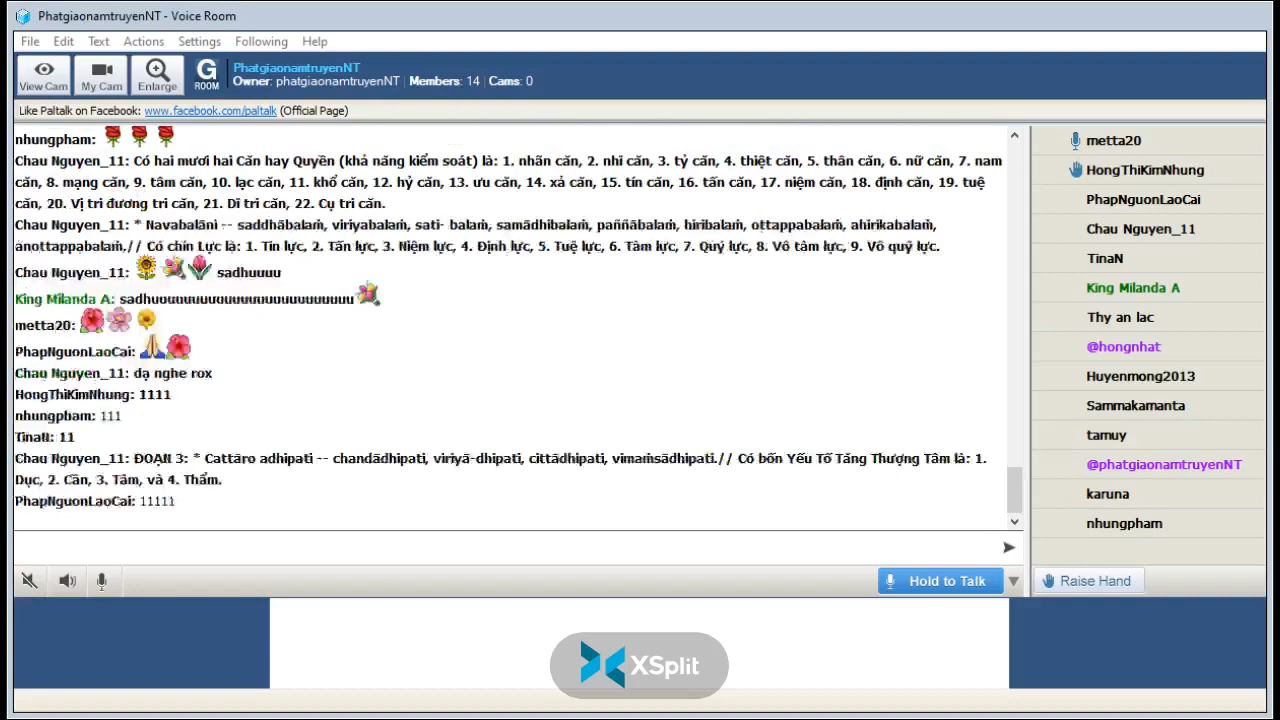 PhatgiaonamtruyenNT - Voice Room
File Edit Text Actions Settings Following Help
View Cam My Cam Enlarge G ROOM
PhatgiaonamtruyenNT
Owner: phatgiaonamtruyenNT | Members: 14 | Cams: 0
Like Paltalk on Facebook: www.facebook.com/paltalk (Official Page)
nhungpham:
Chau Nguyen_11: Có hai mươi hai Căn hay Quyền (khả năng kiểm soát) là: 1. nhãn căn, 2. nhĩ căn, 3. tỷ căn, 4. thiệt căn, 5. thân căn, 6. nữ căn, 7. nam
căn, 8. mạng căn, 9. tâm căn, 10. lạc căn, 11. khổ căn, 12. hỷ căn, 13. ưu căn, 14. xả căn, 15. tín căn, 16. tấn căn, 17. niệm căn, 18. định căn, 19. tuệ
căn, 20. Vị tri đương tri căn, 21. Dĩ tri căn, 22. Cụ tri căn.
Chau Nguyen_11: * Navabalāni -- saddhābalaṁ, viriyabalaṁ, sati- balaṁ, samādhibalaṁ, paññābalaṁ, hiribalaṁ, ottappabalaṁ, ahirikabalaṁ,
anottappabalaṁ.// Có chín Lực là: 1. Tín lực, 2. Tấn lực, 3. Niệm lực, 4. Định lực, 5. Tuệ lực, 6. Tàm lực, 7. Quý lực, 8. Vô tàm lực, 9. Vô quý lực.
Chau Nguyen_11: sadhuuuu
King Milanda A: sadhuuuuuuuuuuuuuuuuuuuuuuuuuu
metta20:
PhapNguonLaoCai:
Chau Nguyen_11: dạ nghe rox
HongThiKimNhung: 1111
nhungpham: 111
TinaN: 11
Chau Nguyen_11: ĐOẠN 3: * Cattāro adhipati -- chandādhipati, viriyā-dhipati, cittādhipati, vimaṁsādhipati.// Có bốn Yếu Tố Tăng Thượng Tâm là: 1.
Dục, 2. Cần, 3. Tâm, và 4. Thẩm.
PhapNguonLaoCai: 11111
metta20
HongThiKimNhung
PhapNguonLaoCai
Chau Nguyen_11
TinaN
King Milanda A
Thy an lac
@hongnhat
Huyenmong2013
Sammakamanta
tamuy
@phatgiaonamtruyenNT
karuna
nhungpham
Hold to Talk
Raise Hand
XSplit